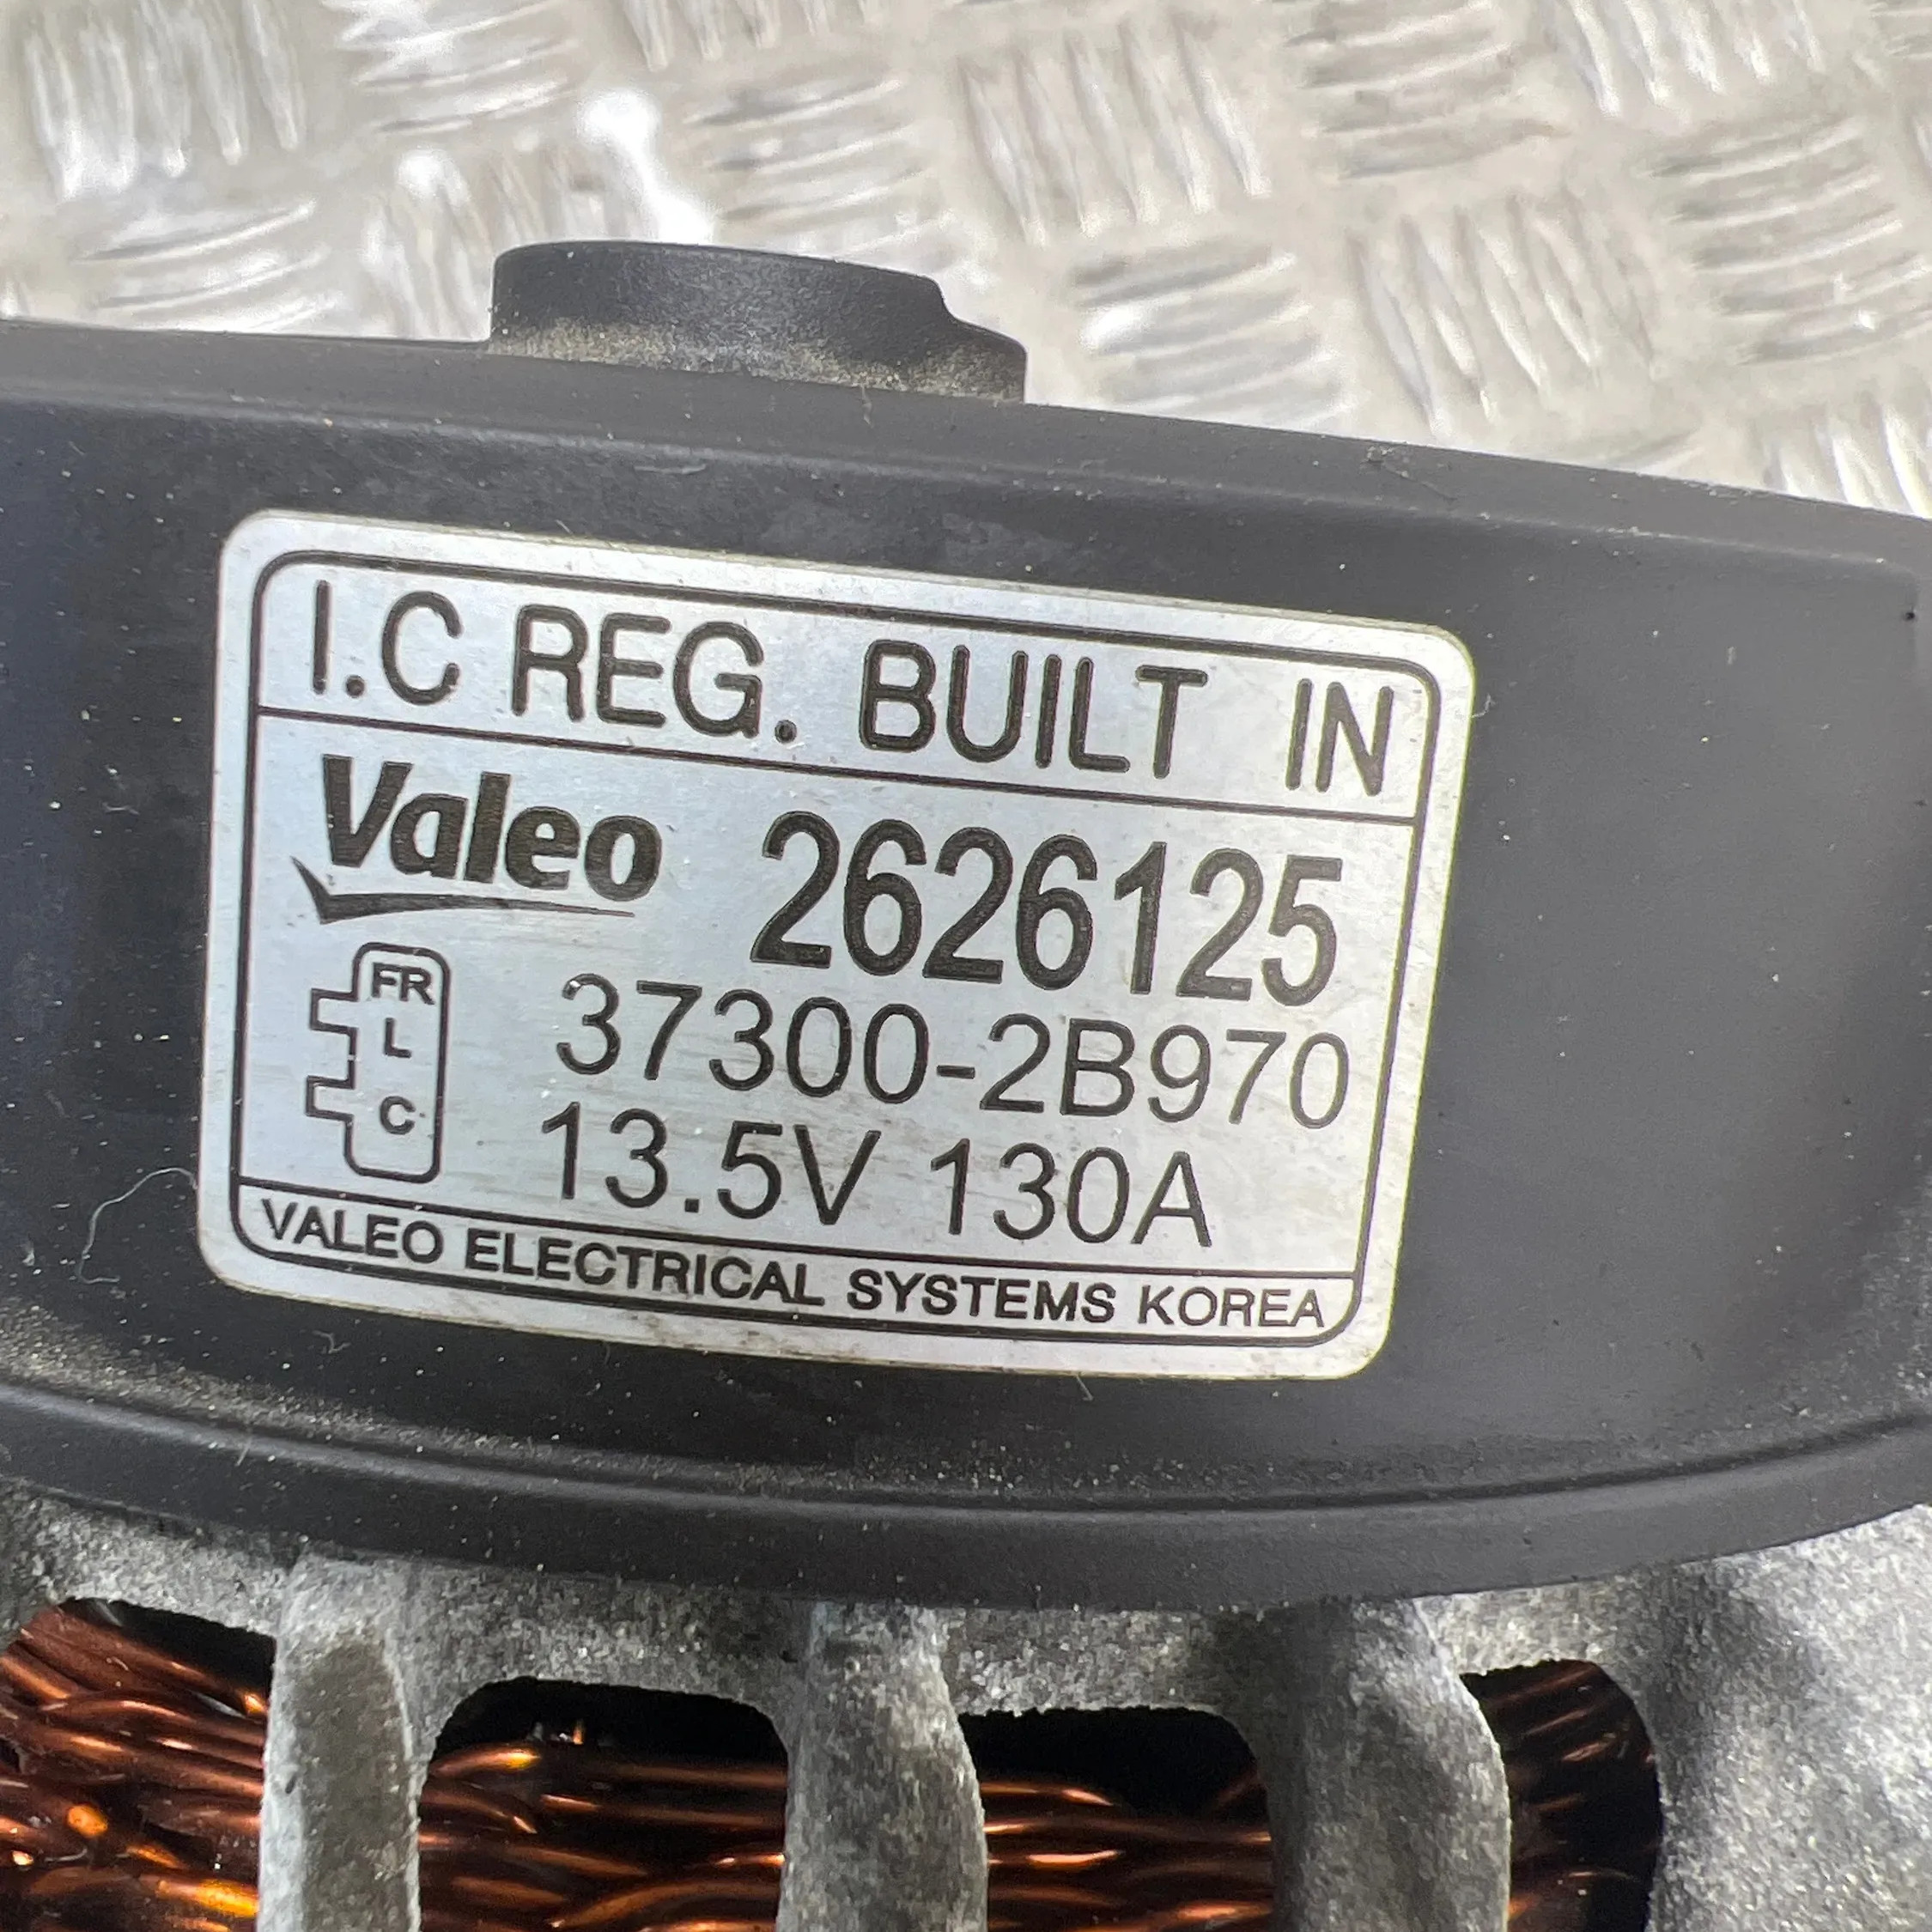 I.C REG. BUILT IN
Valeo 2626125
FR
L
C
37300-2B970
13.5V 130A
VALEO ELECTRICAL SYSTEMS KOREA